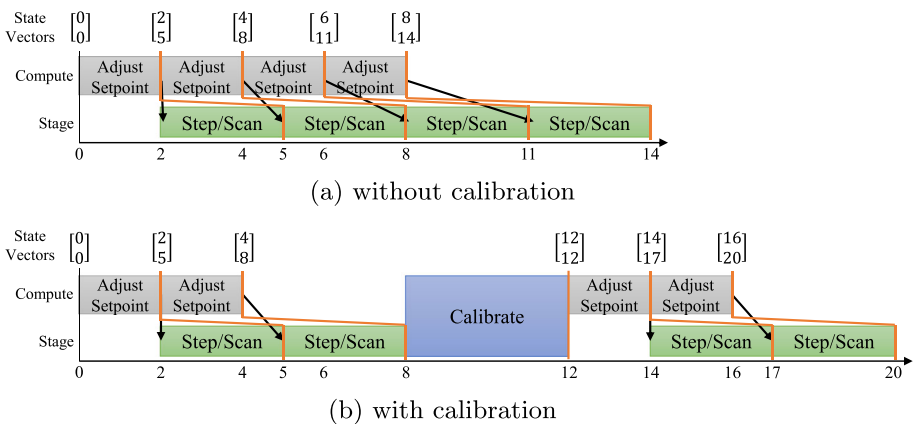 State
Vectors
[0 0] [2 5] [4 8] [6 11] [8 14]
Compute
Adjust Setpoint Adjust Setpoint Adjust Setpoint Adjust Setpoint
Stage
Step/Scan Step/Scan Step/Scan Step/Scan
0 2 4 5 6 8 11 14
(a) without calibration
State
Vectors
[0 0] [2 5] [4 8] [12 12] [14 17] [16 20]
Compute
Adjust Setpoint Adjust Setpoint Calibrate Adjust Setpoint Adjust Setpoint
Stage
Step/Scan Step/Scan Step/Scan Step/Scan
0 2 4 5 6 8 12 14 16 17 20
(b) with calibration